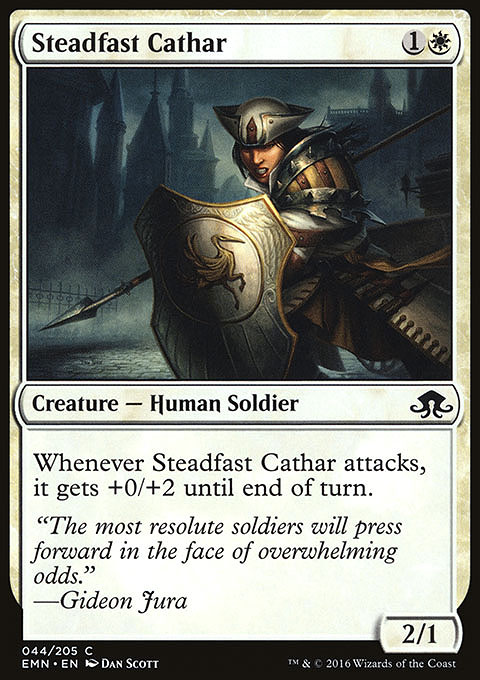 Steadfast Cathar 1
Creature — Human Soldier
Whenever Steadfast Cathar attacks,
it gets +0/+2 until end of turn.
“The most resolute soldiers will press
forward in the face of overwhelming
odds.”
—Gideon Jura
2/1
044/205 C
EMN • EN Dan Scott
™ & © 2016 Wizards of the Coast